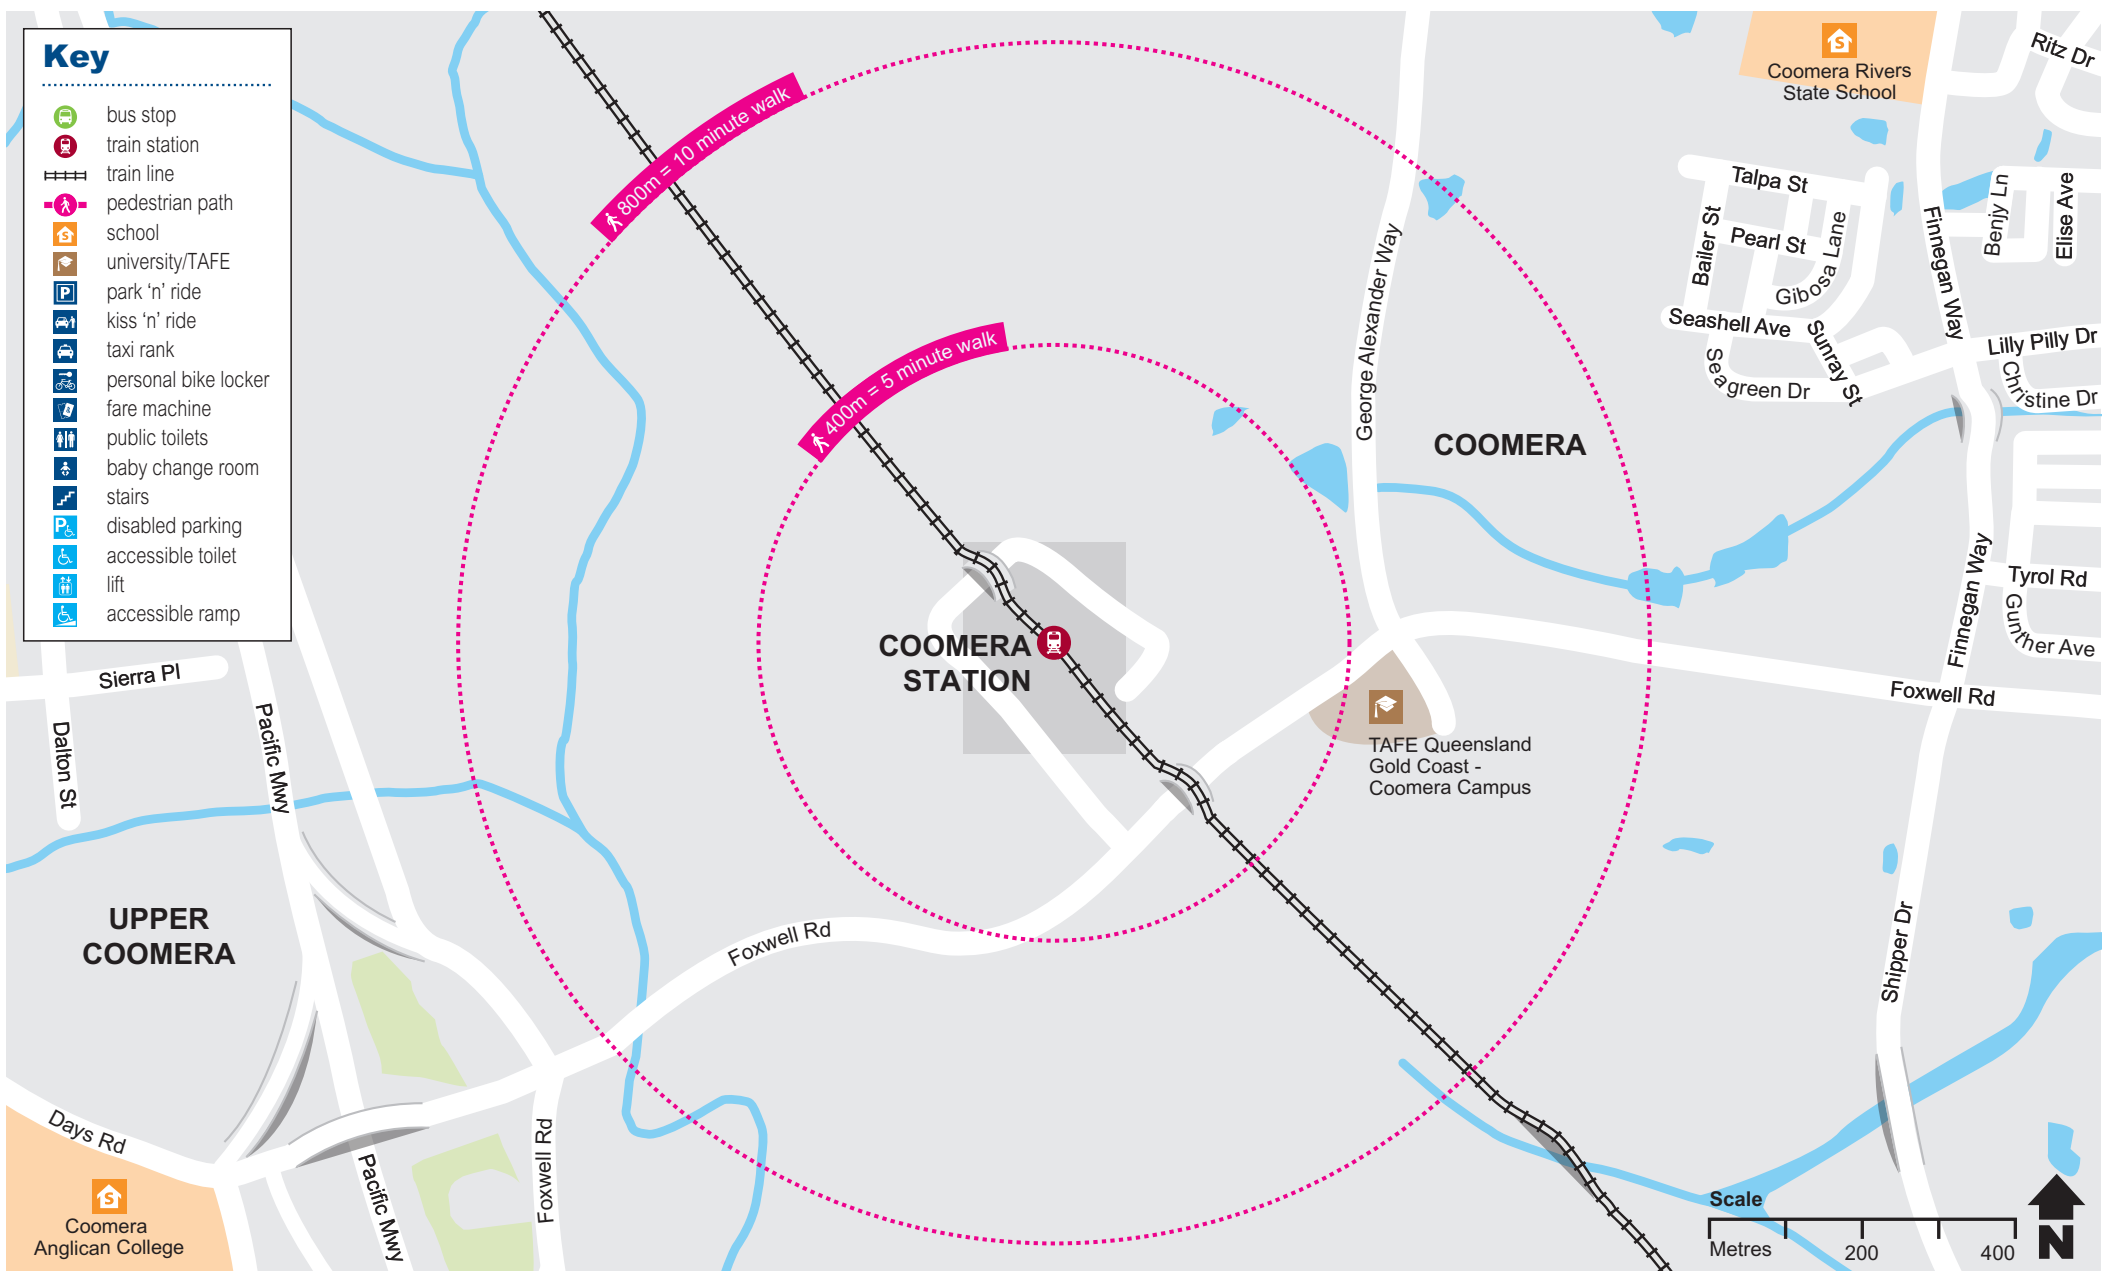 Key
bus stop
train station
train line
pedestrian path
school
university/TAFE
park 'n' ride
kiss 'n' ride
taxi rank
personal bike locker
fare machine
public toilets
baby change room
stairs
disabled parking
accessible toilet
lift
accessible ramp
800m = 10 minute walk
400m = 5 minute walk
Coomera Rivers
State School
Ritz Dr
Talpa St
Bailer St
Pearl St
Gibosa Lane
Seashell Ave
Sunray St
Seagreen Dr
Finnegan Way
Benjy Ln
Elise Ave
Lilly Pilly Dr
Christine Dr
George Alexander Way
COOMERA
Finnegan Way
Tyrol Rd
Gunther Ave
Foxwell Rd
COOMERA
STATION
TAFE Queensland
Gold Coast -
Coomera Campus
Sierra Pl
Dalton St
Pacific Mwy
UPPER
COOMERA
Foxwell Rd
Shipper Dr
Days Rd
Coomera
Anglican College
Pacific Mwy
Foxwell Rd
Scale
Metres 200 400
N